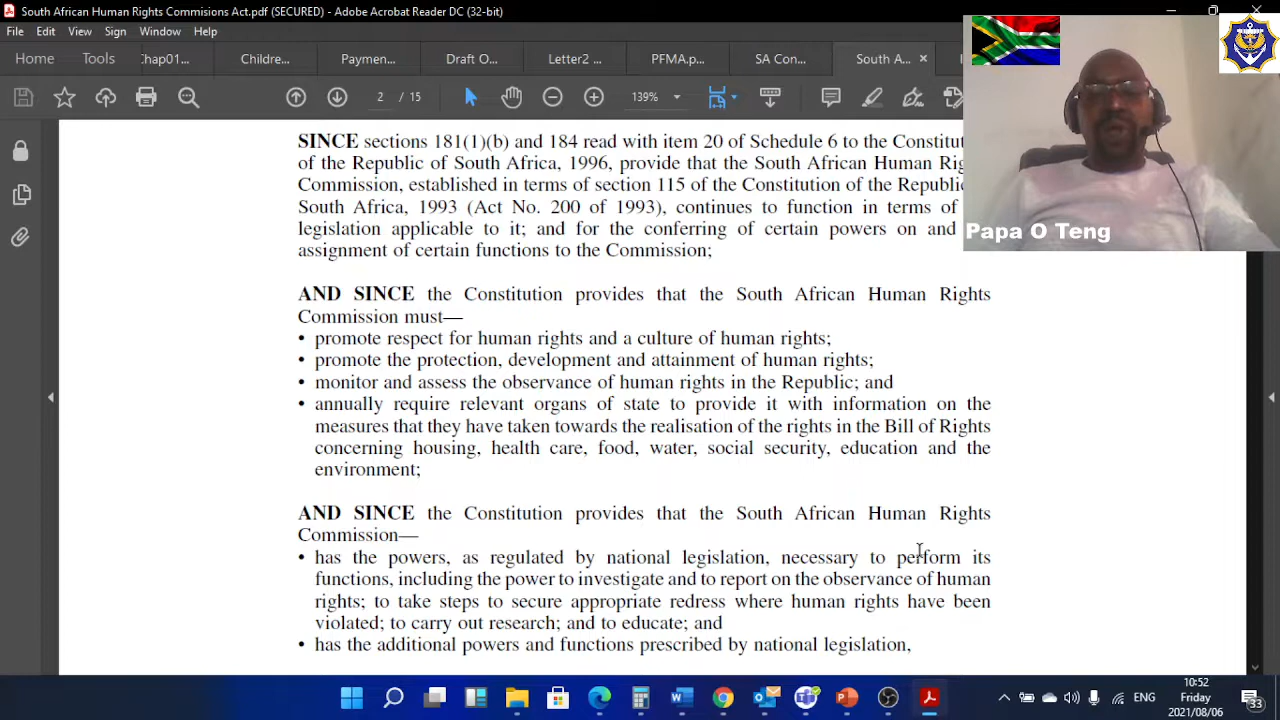 South African Human Rights Commisions Act.pdf (SECURED) - Adobe Acrobat Reader DC (32-bit)
File Edit View Sign Window Help
Home Tools Chap01... Childre... Paymen... Draft O... Letter2 ... PFMA.p... SA Con... South A... ×
2 / 15 139%
SINCE sections 181(1)(b) and 184 read with item 20 of Schedule 6 to the Constitut
of the Republic of South Africa, 1996, provide that the South African Human Rig
Commission, established in terms of section 115 of the Constitution of the Republi
South Africa, 1993 (Act No. 200 of 1993), continues to function in terms of
legislation applicable to it; and for the conferring of certain powers on and
assignment of certain functions to the Commission;
Papa O Teng
AND SINCE the Constitution provides that the South African Human Rights
Commission must—
• promote respect for human rights and a culture of human rights;
• promote the protection, development and attainment of human rights;
• monitor and assess the observance of human rights in the Republic; and
• annually require relevant organs of state to provide it with information on the
measures that they have taken towards the realisation of the rights in the Bill of Rights
concerning housing, health care, food, water, social security, education and the
environment;
AND SINCE the Constitution provides that the South African Human Rights
Commission—
• has the powers, as regulated by national legislation, necessary to perform its
functions, including the power to investigate and to report on the observance of human
rights; to take steps to secure appropriate redress where human rights have been
violated; to carry out research; and to educate; and
• has the additional powers and functions prescribed by national legislation,
ENG
10:52
Friday
2021/08/06
33